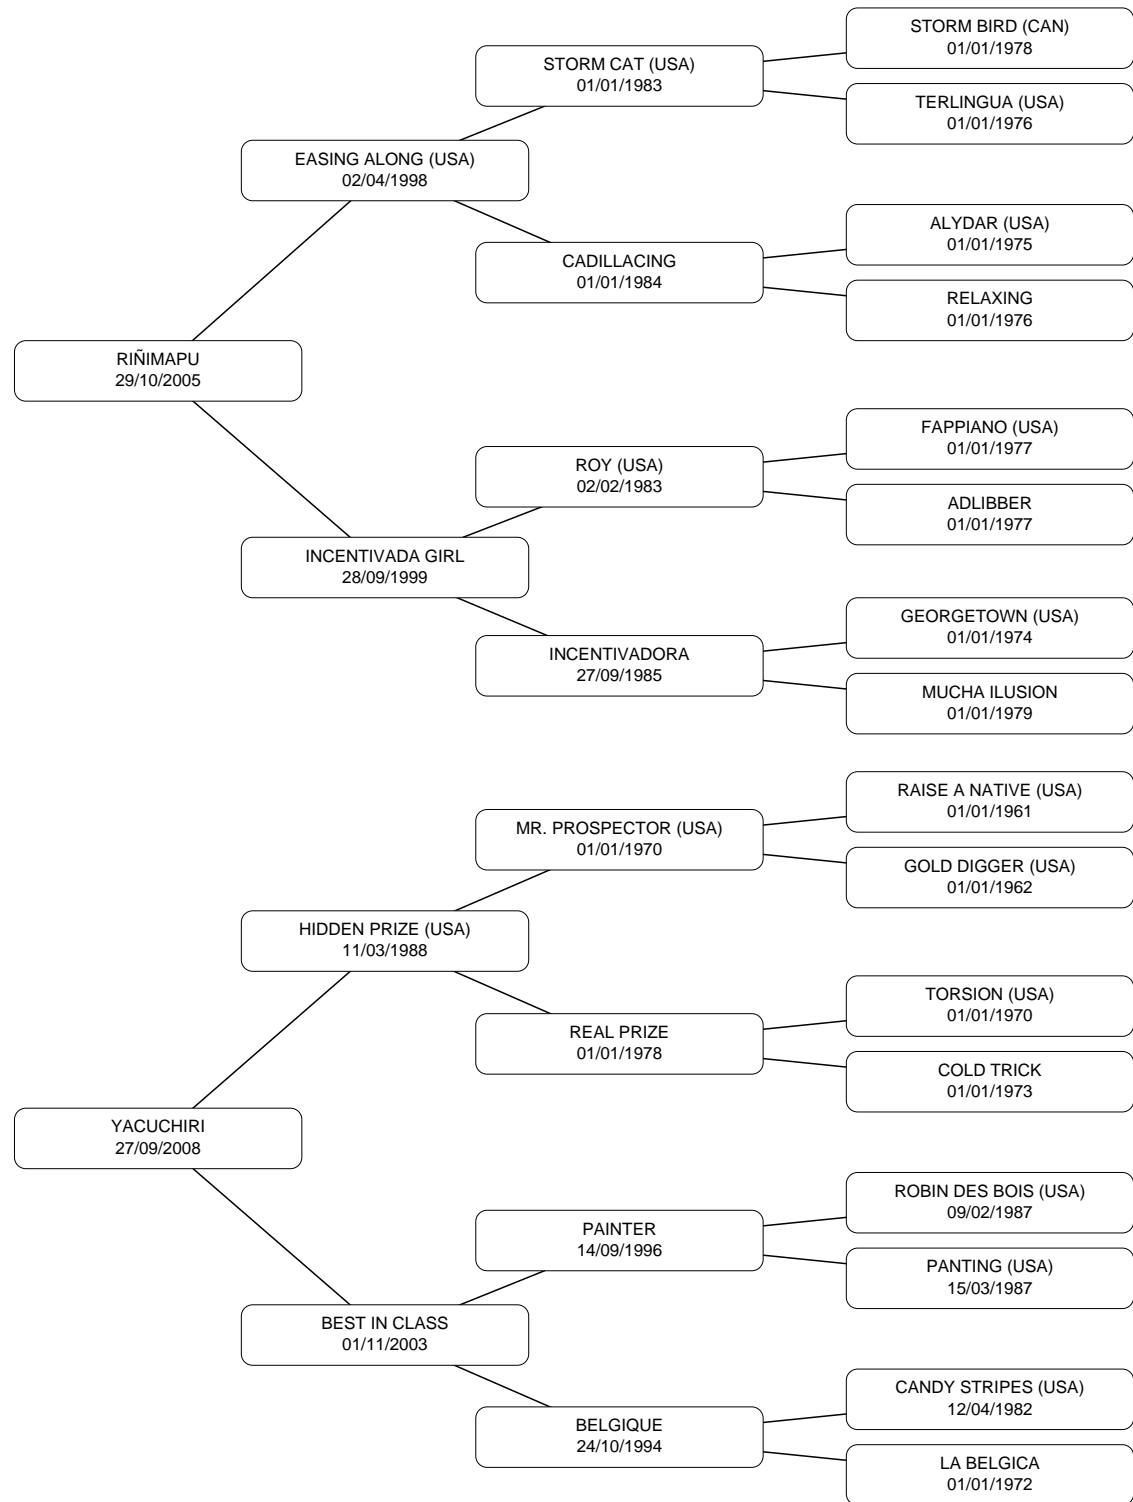 STORM BIRD (CAN)
01/01/1978
STORM CAT (USA)
01/01/1983
TERLINGUA (USA)
01/01/1976
EASING ALONG (USA)
02/04/1998
ALYDAR (USA)
01/01/1975
CADILLACING
01/01/1984
RELAXING
01/01/1976
RIÑIMAPU
29/10/2005
FAPPIANO (USA)
01/01/1977
ROY (USA)
02/02/1983
ADLIBBER
01/01/1977
INCENTIVADA GIRL
28/09/1999
GEORGETOWN (USA)
01/01/1974
INCENTIVADORA
27/09/1985
MUCHA ILUSION
01/01/1979
RAISE A NATIVE (USA)
01/01/1961
MR. PROSPECTOR (USA)
01/01/1970
GOLD DIGGER (USA)
01/01/1962
HIDDEN PRIZE (USA)
11/03/1988
TORSION (USA)
01/01/1970
REAL PRIZE
01/01/1978
COLD TRICK
01/01/1973
YACUCHIRI
27/09/2008
ROBIN DES BOIS (USA)
09/02/1987
PAINTER
14/09/1996
PANTING (USA)
15/03/1987
BEST IN CLASS
01/11/2003
CANDY STRIPES (USA)
12/04/1982
BELGIQUE
24/10/1994
LA BELGICA
01/01/1972